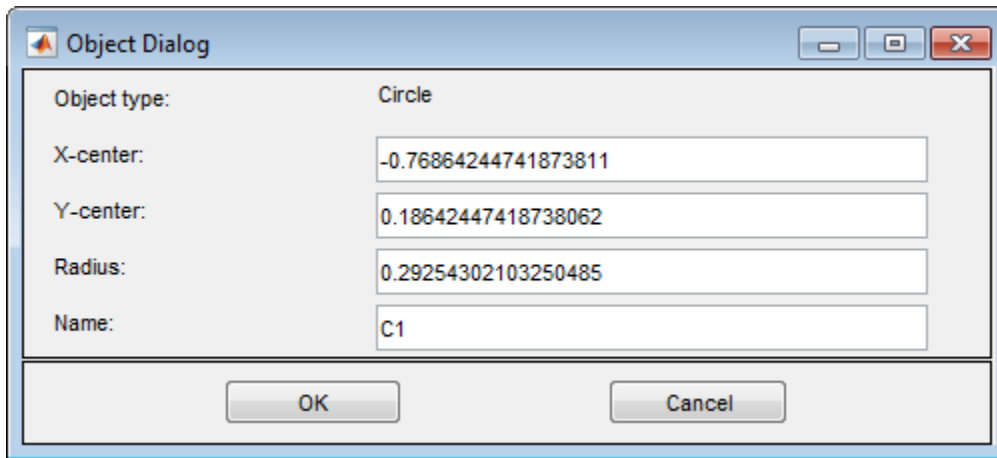 Object Dialog
Object type: Circle
X-center: -0.76864244741873811
Y-center: 0.18642447418738062
Radius: 0.29254302103250485
Name: C1
OK Cancel